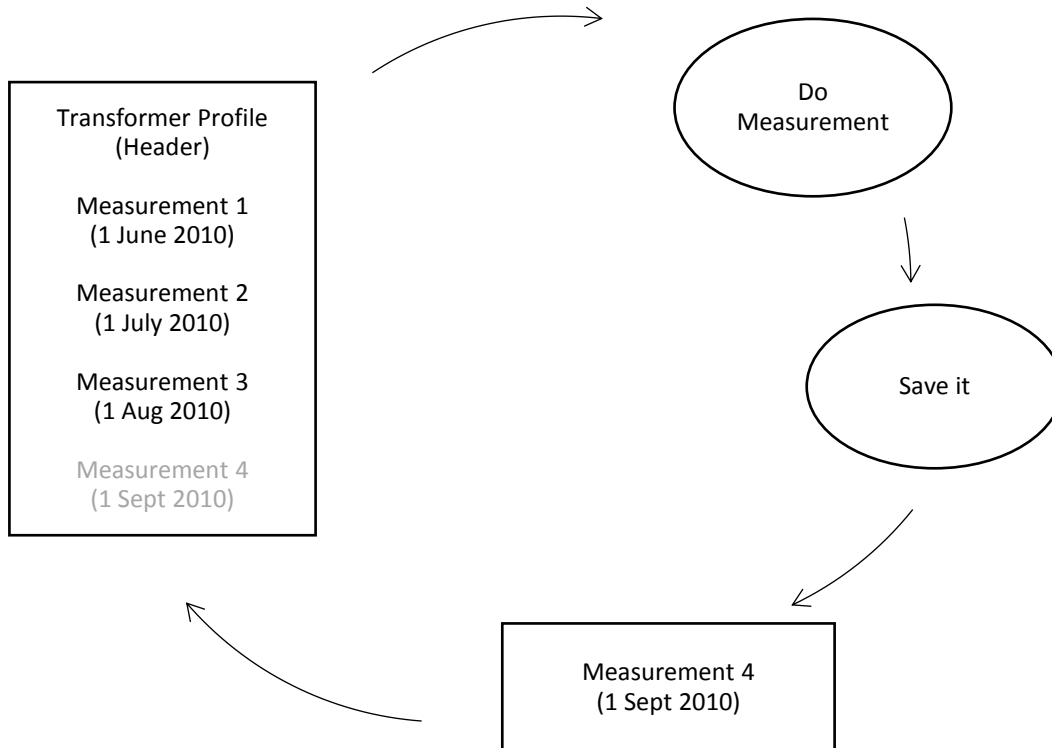 Transformer Profile
(Header)
Measurement 1
(1 June 2010)
Measurement 2
(1 July 2010)
Measurement 3
(1 Aug 2010)
Measurement 4
(1 Sept 2010)
Do
Measurement
Save it
Measurement 4
(1 Sept 2010)